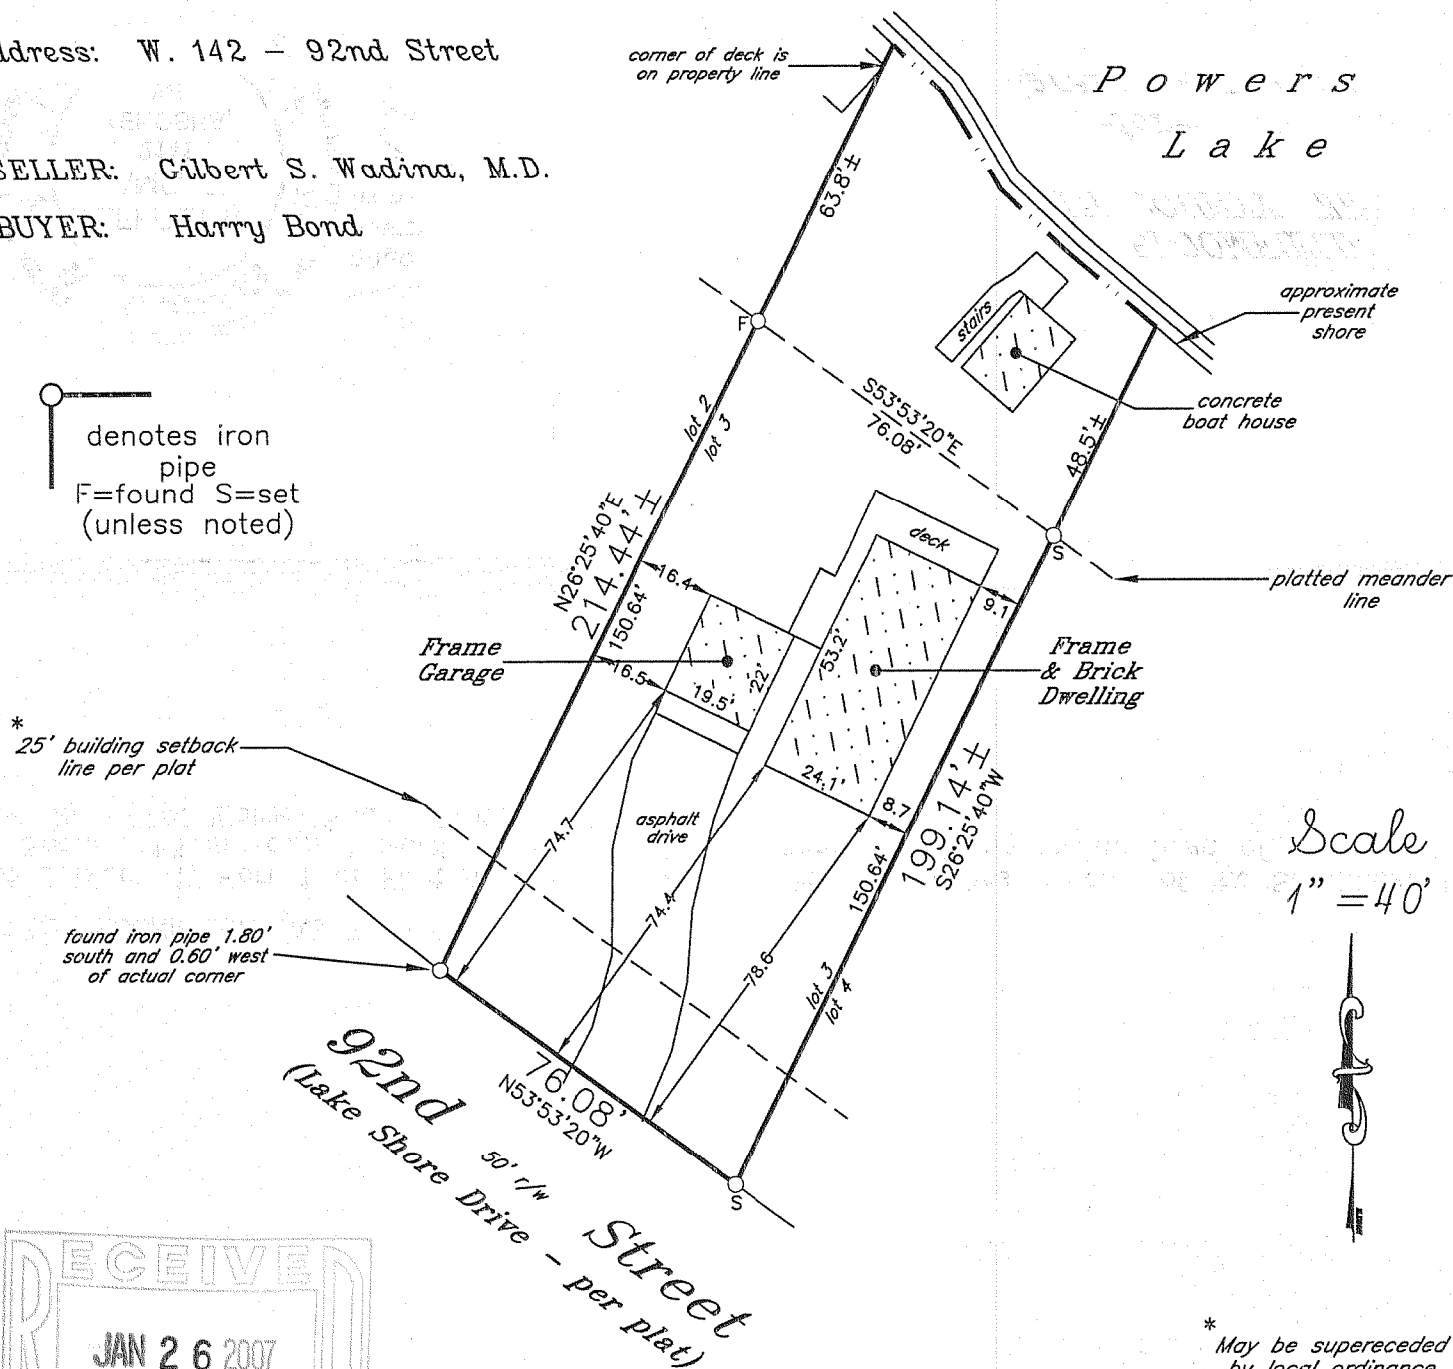 ddress: W. 142 – 92nd Street
SELLER: Gilbert S. Wadina, M.D.
BUYER: Harry Bond
corner of deck is
on property line
Powers
Lake
63.8'±
approximate
present
shore
F
stairs
concrete
boat house
S53°53'20"E
76.08'
48.5'±
lot 2
lot 3
denotes iron
pipe
F=found S=set
(unless noted)
deck
S
platted meander
line
N26°25'40"E
214.44'±
150.64'
16.4
9.1
Frame
Garage
53.2'
Frame
& Brick
Dwelling
16.5
19.5'
22'
*
25' building setback
line per plat
24.1'
8.7
asphalt
drive
74.7
74.4
78.6
150.64'
199.14'±
S26°25'40"W
Scale
1" =40'
found iron pipe 1.80'
south and 0.60' west
of actual corner
lot 3
lot 4
92nd Street
76.08'
N53°53'20"W
50' r/w
(Lake Shore Drive – per plat)
S
RECEIVED
JAN 26 2007
*
May be supereceded
by local ordinance